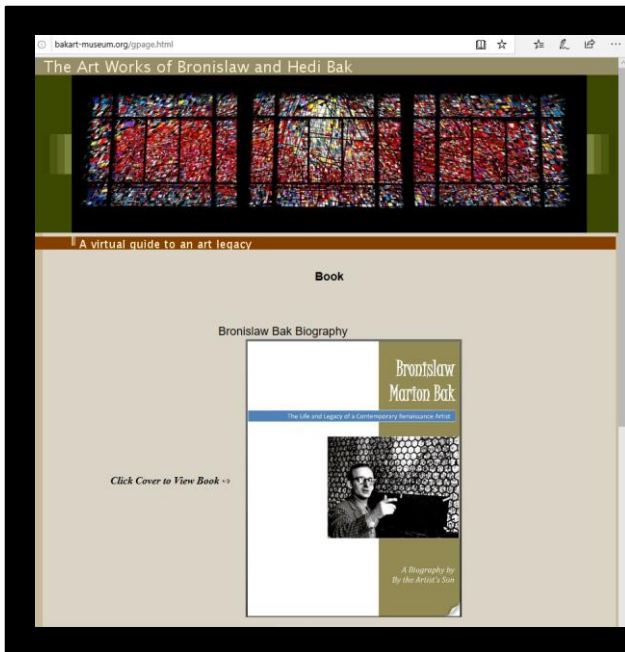 bakart-museum.org/gpage.html
The Art Works of Bronislaw and Hedi Bak
A virtual guide to an art legacy
Book
Bronislaw Bak Biography
Bronislaw
Marion Bak
The Life and Legacy of a Contemporary Renaissance Artist
Click Cover to View Book ⇨
A Biography by
By the Artist's Son